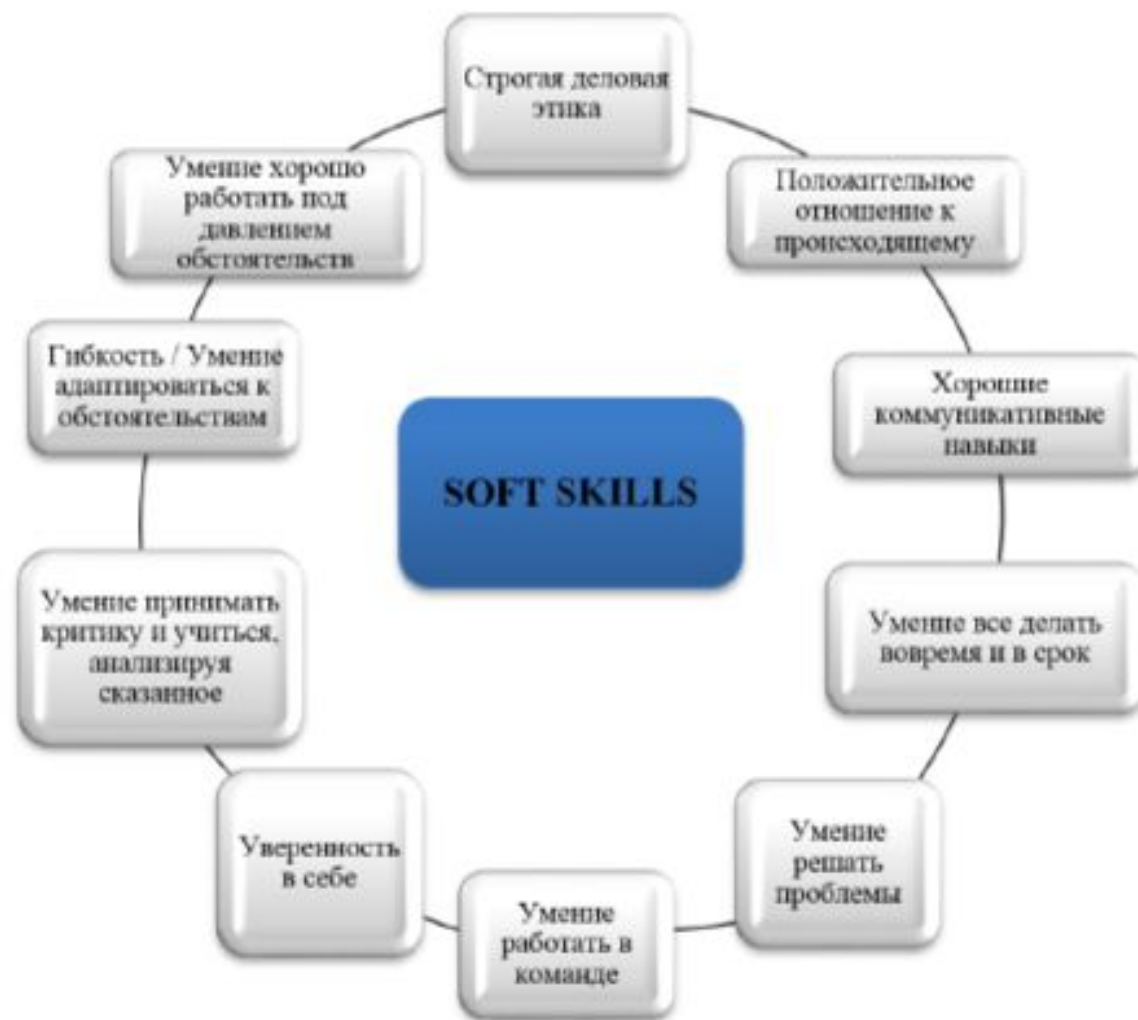 Строгая деловая
этика
Положительное
отношение к
происходящему
Хорошие
коммуникативные
навыки
Умение все делать
вовремя и в срок
Умение
решать
проблемы
Умение
работать в
команде
Уверенность
в себе
Умение принимать
критику и учиться,
анализируя
сказанное
Гибкость / Умение
адаптироваться к
обстоятельствам
Умение хорошо
работать под
давлением
обстоятельств
SOFT SKILLS